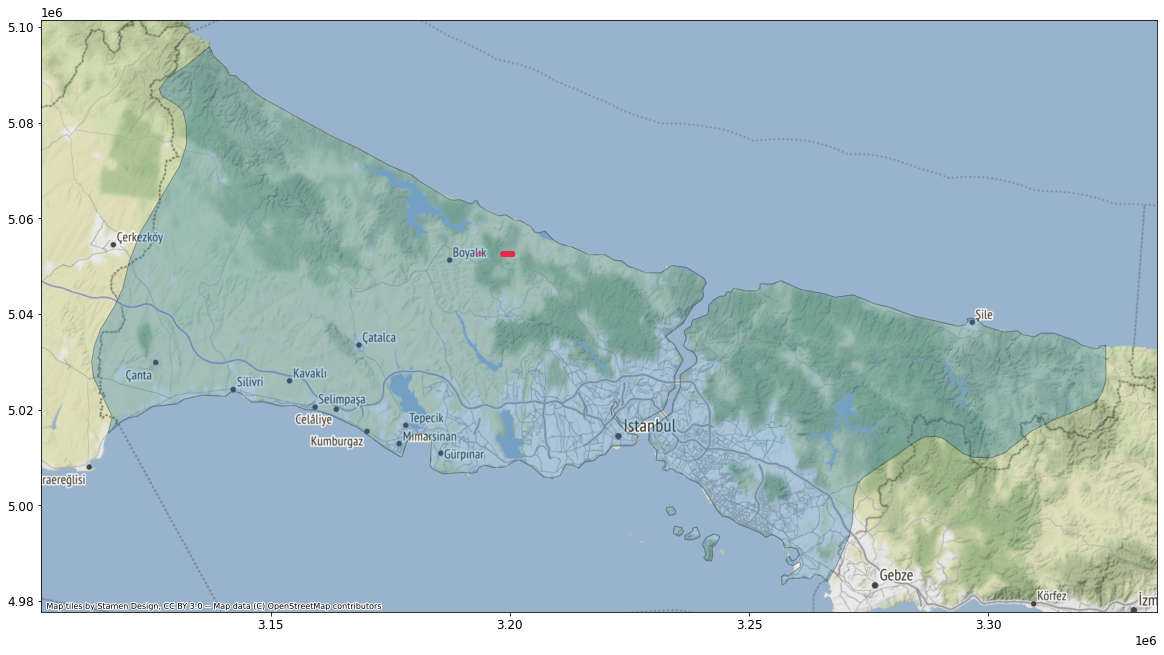 1e6
5.10
5.08
5.06
5.04
5.02
5.00
4.98
Çerkezköy
Boyalık
Şile
Çatalca
Kavaklı
Çanta
Silivri
Selimpaşa
Celâliye
Tepecik
İstanbul
Kumburgaz
Mimarsinan
Gürpınar
raereğlisi
Gebze
Körfez
İzm
Map tiles by Stamen Design, CC BY 3.0 -- Map data (C) OpenStreetMap contributors
3.15
3.20
3.25
3.30
1e6